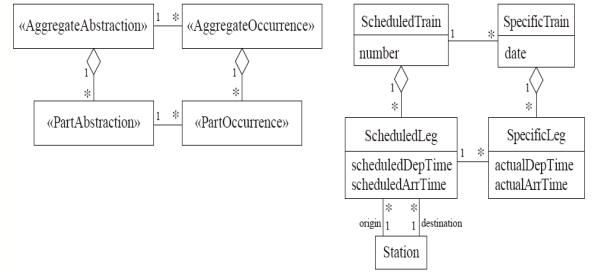 «AggregateAbstraction» 1 * «AggregateOccurrence»
1 1
* *
«PartAbstraction» 1 * «PartOccurrence»
ScheduledTrain
number
1 *
SpecificTrain
date
1 1
* *
ScheduledLeg
scheduledDepTime
scheduledArrTime
1 *
SpecificLeg
actualDepTime
actualArrTime
* *
origin 1 1 destination
Station